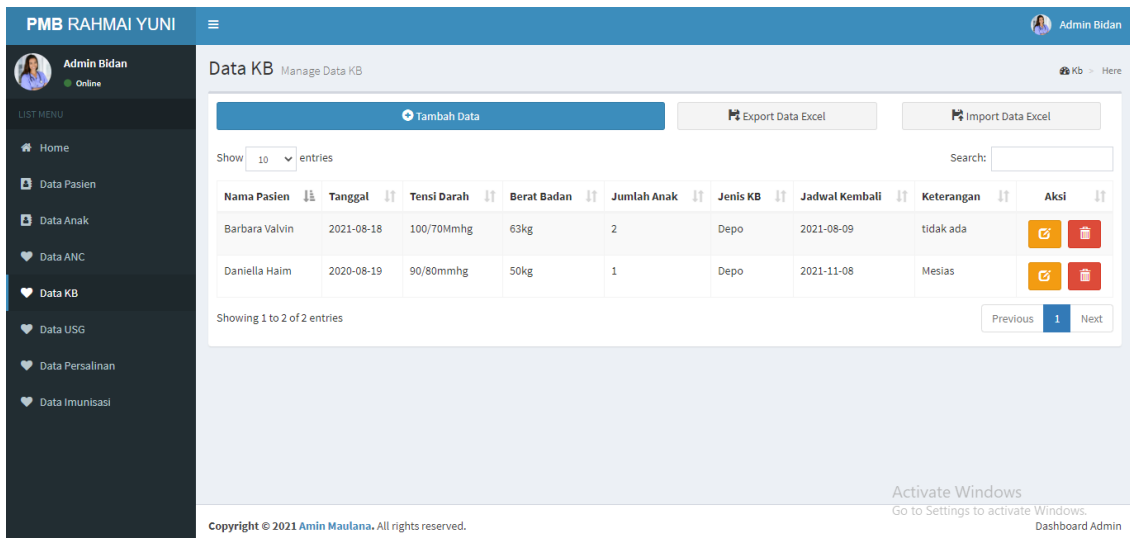 PMB RAHMAI YUNI
Admin Bidan
Admin Bidan
Online
LIST MENU
Home
Data Pasien
Data Anak
Data ANC
Data KB
Data USG
Data Persalinan
Data Imunisasi
Data KB Manage Data KB
Kb > Here
Tambah Data Export Data Excel Import Data Excel
Show 10 entries Search:
Nama Pasien Tanggal Tensi Darah Berat Badan Jumlah Anak Jenis KB Jadwal Kembali Keterangan Aksi
Barbara Valvin 2021-08-18 100/70Mmhg 63kg 2 Depo 2021-08-09 tidak ada
Daniella Haim 2020-08-19 90/80mmhg 50kg 1 Depo 2021-11-08 Mesias
Showing 1 to 2 of 2 entries Previous 1 Next
Activate Windows
Go to Settings to activate Windows.
Copyright © 2021 Amin Maulana. All rights reserved. Dashboard Admin